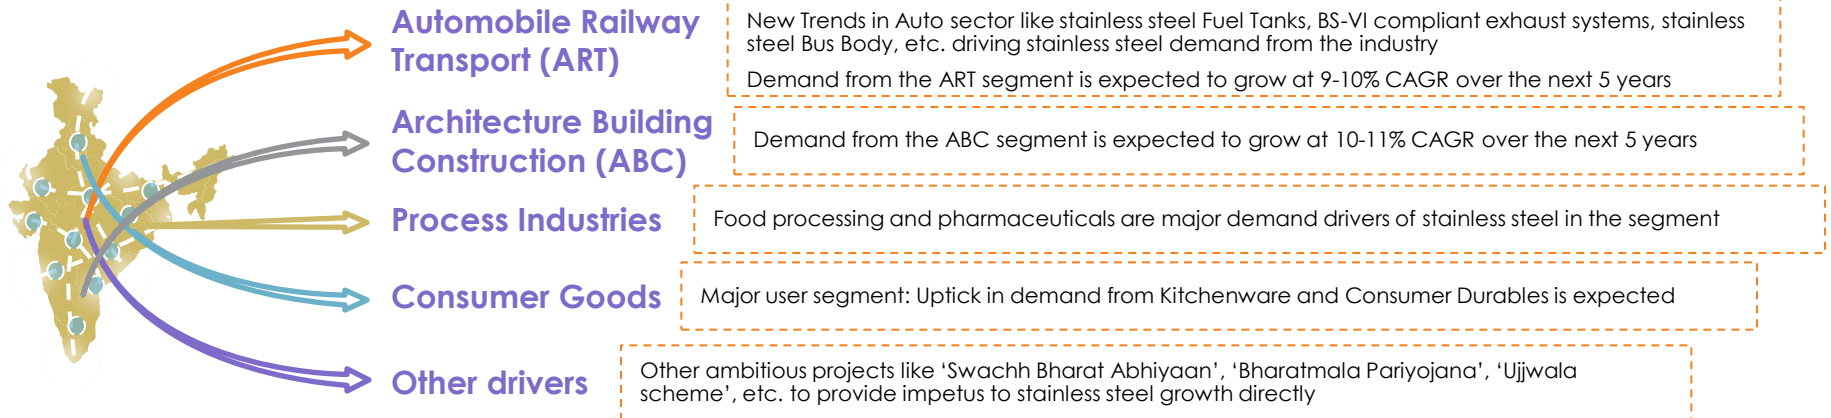 Automobile Railway
Transport (ART)
New Trends in Auto sector like stainless steel Fuel Tanks, BS-VI compliant exhaust systems, stainless
steel Bus Body, etc. driving stainless steel demand from the industry
Demand from the ART segment is expected to grow at 9-10% CAGR over the next 5 years
Architecture Building
Construction (ABC)
Demand from the ABC segment is expected to grow at 10-11% CAGR over the next 5 years
Process Industries
Food processing and pharmaceuticals are major demand drivers of stainless steel in the segment
Consumer Goods
Major user segment: Uptick in demand from Kitchenware and Consumer Durables is expected
Other drivers
Other ambitious projects like ‘Swachh Bharat Abhiyaan’, ‘Bharatmala Pariyojana’, ‘Ujjwala
scheme’, etc. to provide impetus to stainless steel growth directly